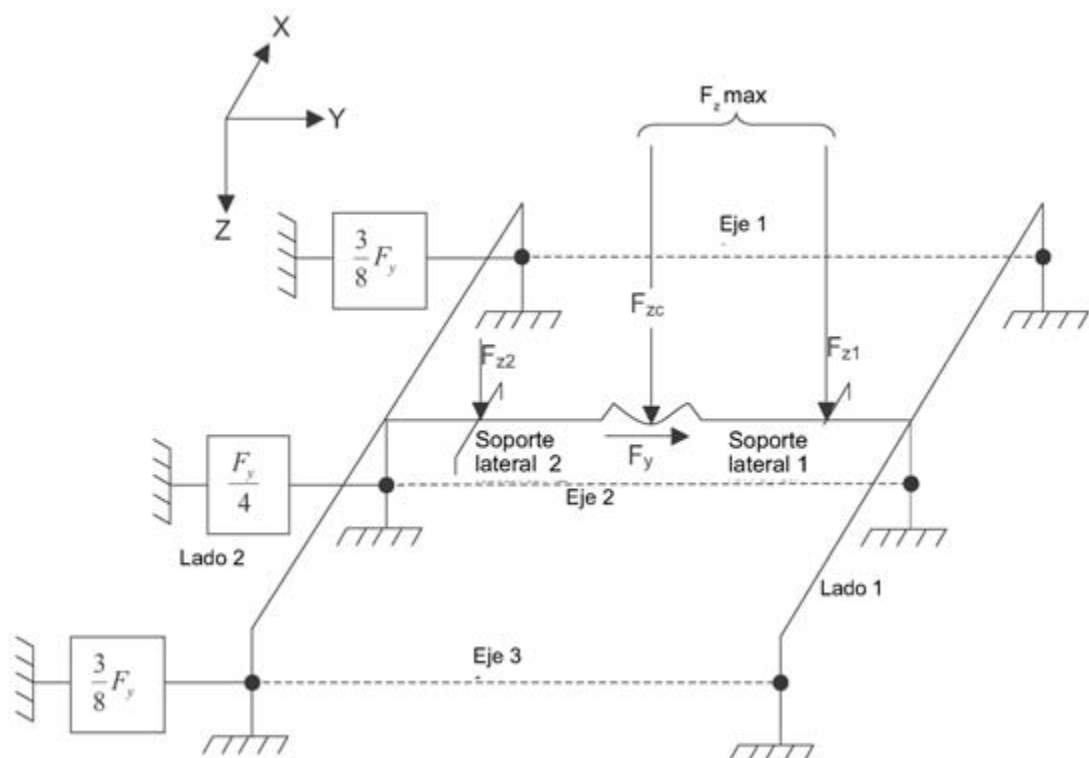 X
F_z max
Y
Z
Eje 1
3/8 F_y
F_zc
F_z2
F_z1
Soporte
lateral 2
F_y
Soporte
lateral 1
F_y/4
Eje 2
Lado 2
Lado 1
Eje 3
3/8 F_y